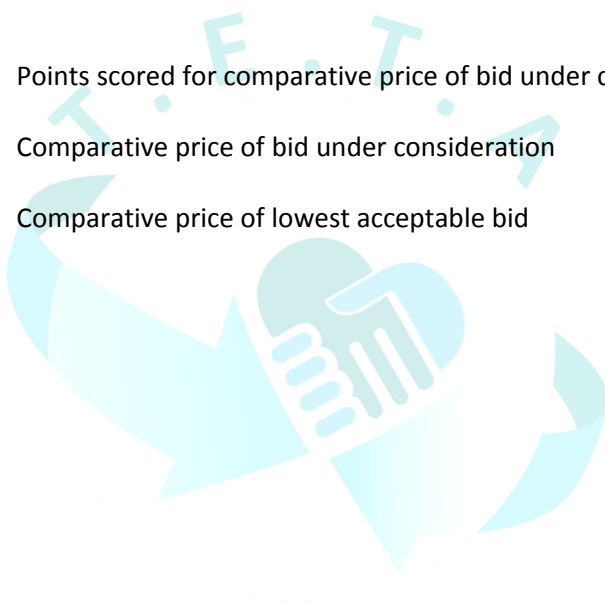 T.E.T.A
Points scored for comparative price of bid under
Comparative price of bid under consideration
Comparative price of lowest acceptable bid